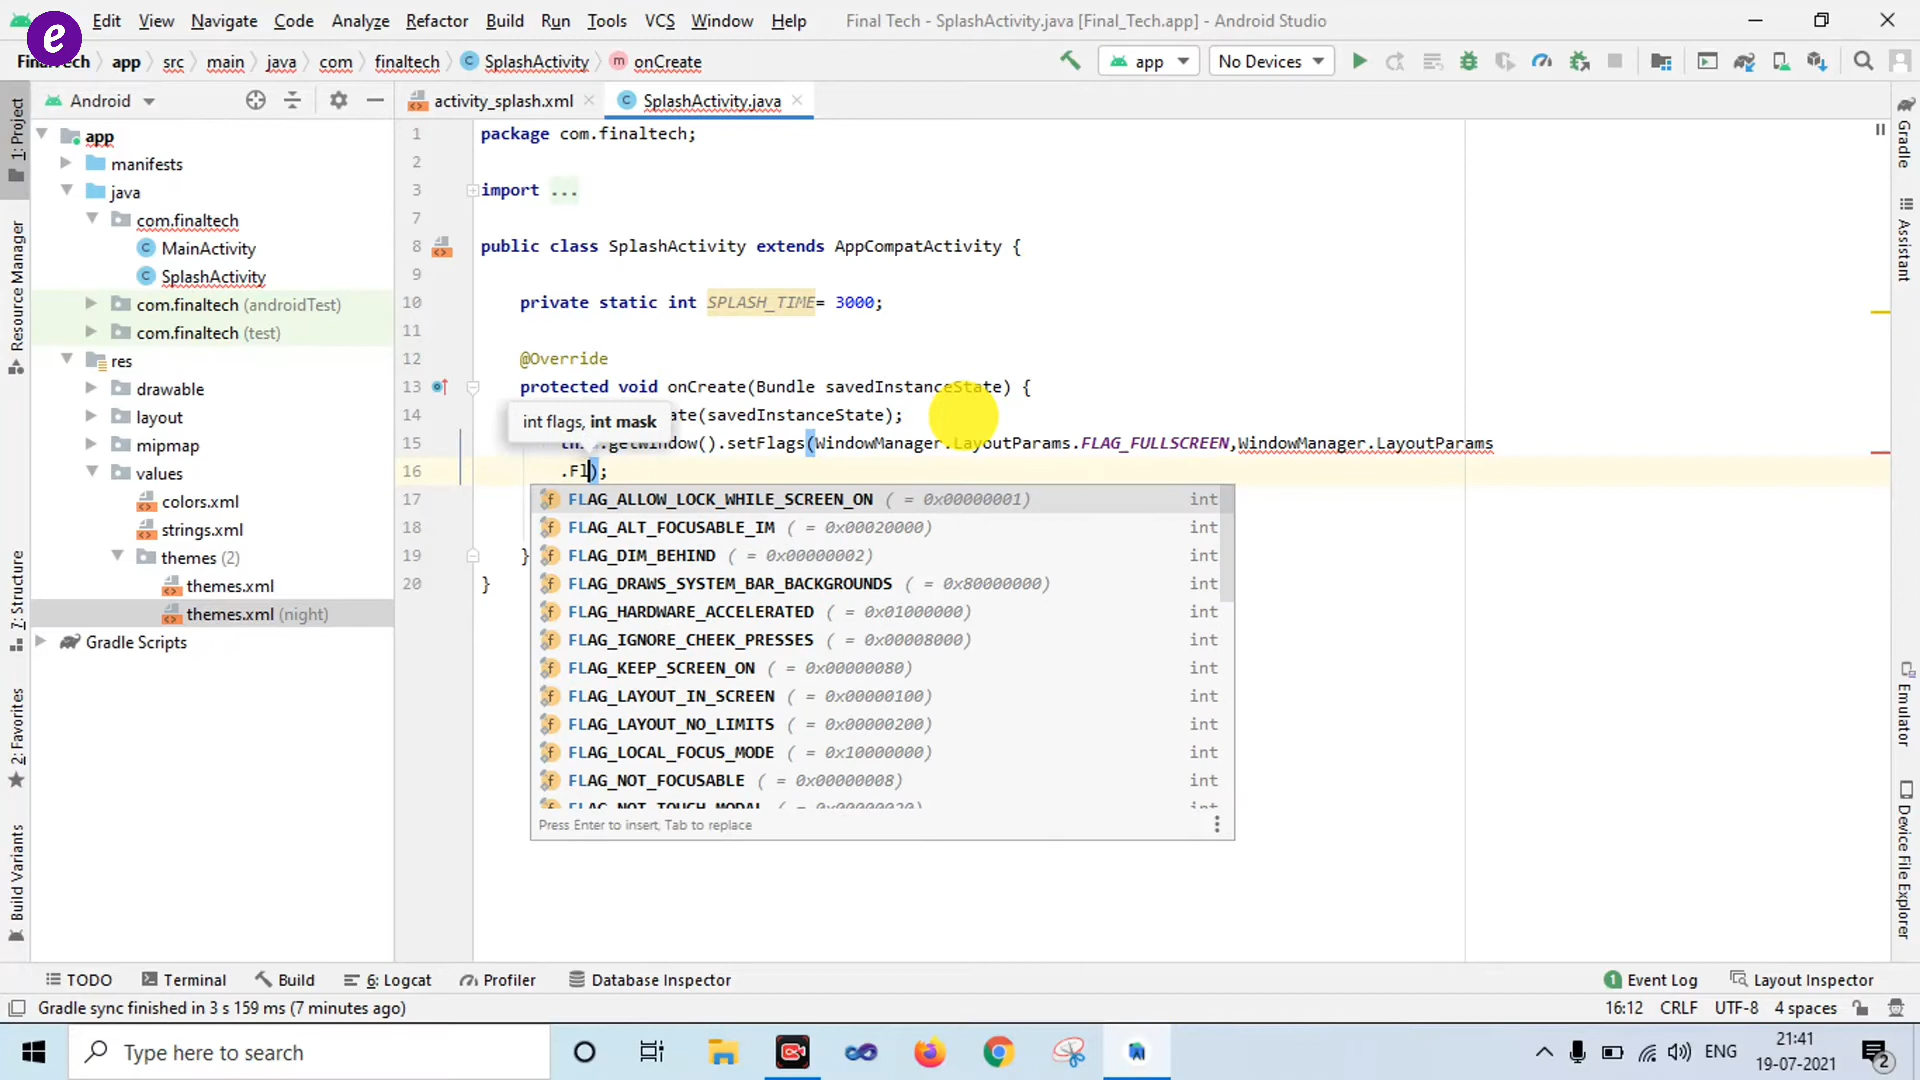 e
Edit View Navigate Code Analyze Refactor Build Run Tools VCS Window Help Final Tech - SplashActivity.java [Final_Tech.app] - Android Studio
FinalTech app src main java com finaltech SplashActivity onCreate app No Devices
Android activity_splash.xml SplashActivity.java
1: Project
Resource Manager
7: Structure
2: Favorites
Build Variants
app
manifests
java
com.finaltech
MainActivity
SplashActivity
com.finaltech (androidTest)
com.finaltech (test)
res
drawable
layout
mipmap
values
colors.xml
strings.xml
themes (2)
themes.xml
themes.xml (night)
Gradle Scripts
1 package com.finaltech;
2
3 import ...
7
8 public class SplashActivity extends AppCompatActivity {
9
10 private static int SPLASH_TIME= 3000;
11
12 @Override
13 protected void onCreate(Bundle savedInstanceState) {
int flags, int mask
14 ate(savedInstanceState);
15 this.getWindow().setFlags(WindowManager.LayoutParams.FLAG_FULLSCREEN,WindowManager.LayoutParams
16 .Fl);
17
18
19 }
20 }
FLAG_ALLOW_LOCK_WHILE_SCREEN_ON ( = 0x00000001) int
FLAG_ALT_FOCUSABLE_IM ( = 0x00020000) int
FLAG_DIM_BEHIND ( = 0x00000002) int
FLAG_DRAWS_SYSTEM_BAR_BACKGROUNDS ( = 0x80000000) int
FLAG_HARDWARE_ACCELERATED ( = 0x01000000) int
FLAG_IGNORE_CHEEK_PRESSES ( = 0x00008000) int
FLAG_KEEP_SCREEN_ON ( = 0x00000080) int
FLAG_LAYOUT_IN_SCREEN ( = 0x00000100) int
FLAG_LAYOUT_NO_LIMITS ( = 0x00000200) int
FLAG_LOCAL_FOCUS_MODE ( = 0x10000000) int
FLAG_NOT_FOCUSABLE ( = 0x00000008) int
FLAG_NOT_TOUCH_MODAL ( = 0x00000020) int
Press Enter to insert, Tab to replace
Gradle
Assistant
Emulator
Device File Explorer
TODO Terminal Build 6: Logcat Profiler Database Inspector 1 Event Log Layout Inspector
Gradle sync finished in 3 s 159 ms (7 minutes ago) 16:12 CRLF UTF-8 4 spaces
Type here to search ENG 21:41
19-07-2021 2